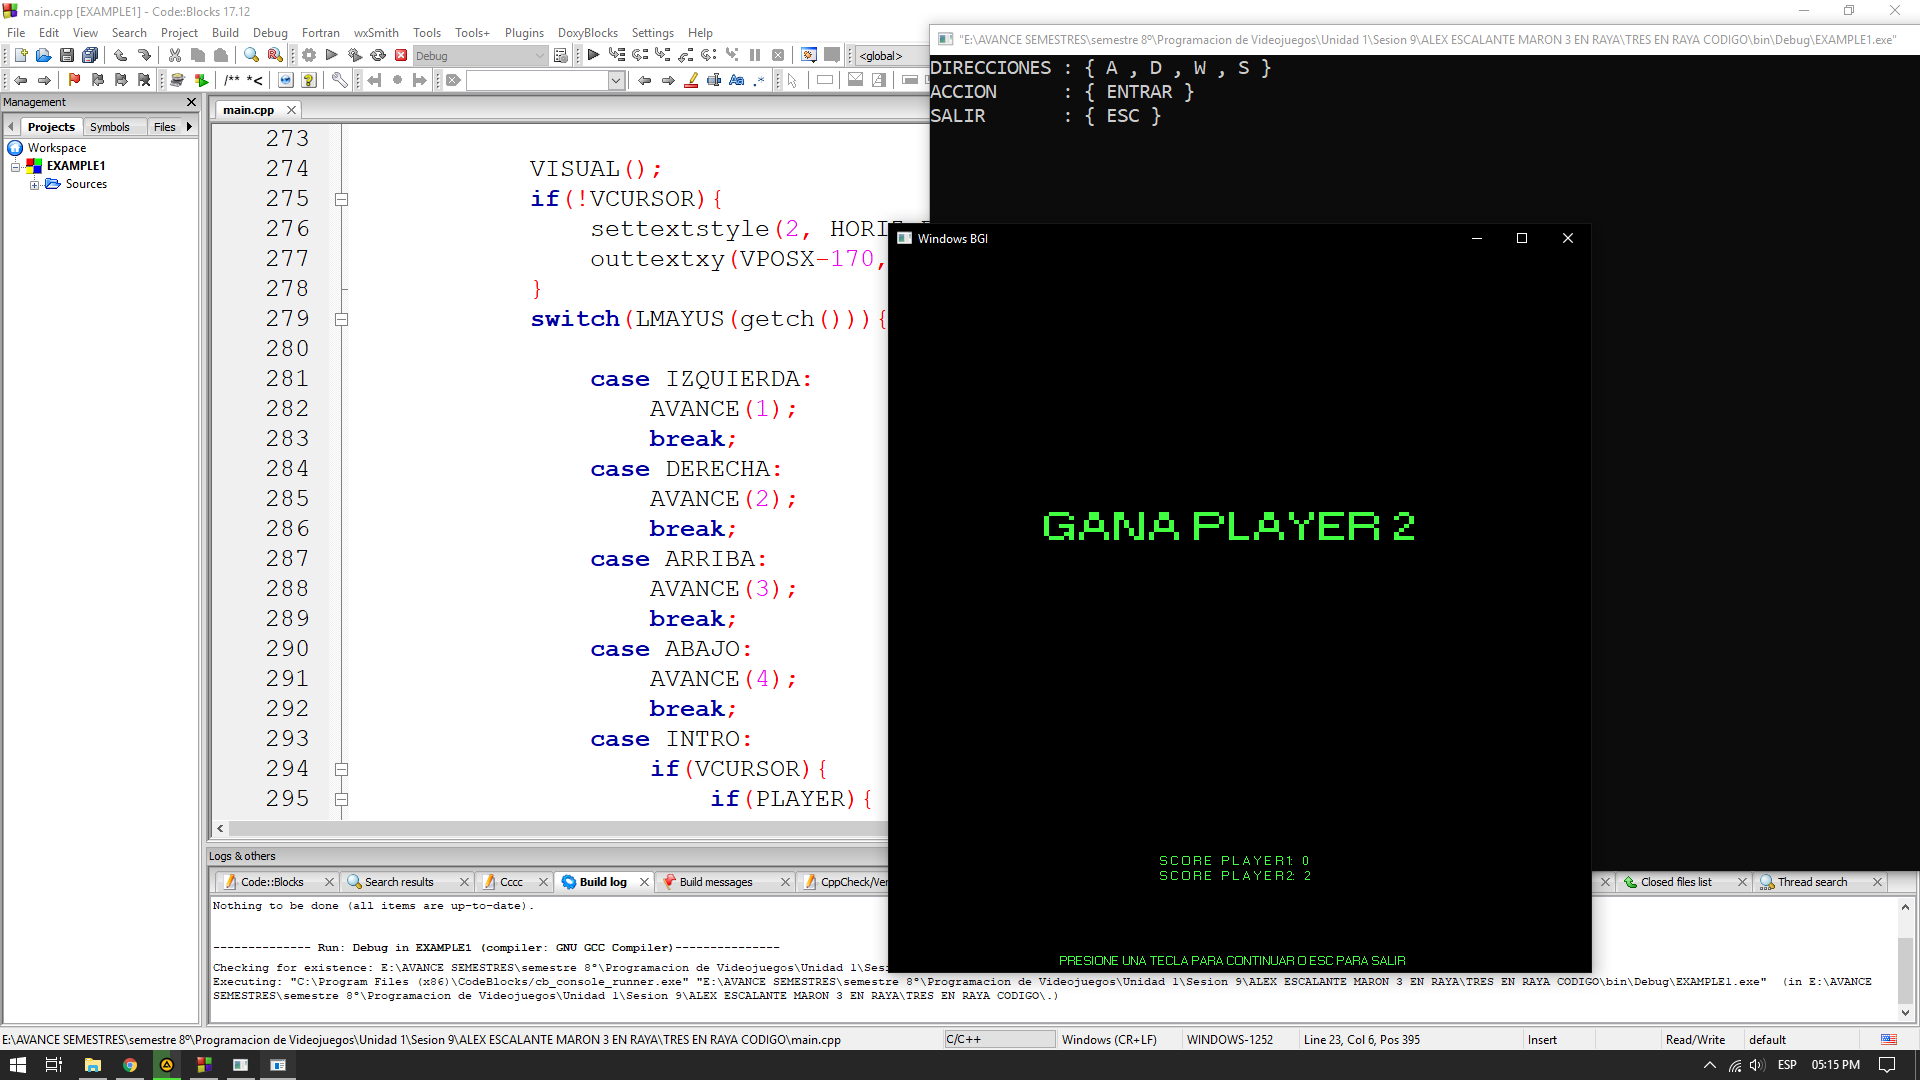 main.cpp [EXAMPLE1] - Code::Blocks 17.12
File Edit View Search Project Build Debug Fortran wxSmith Tools Tools+ Plugins DoxyBlocks Settings Help
Debug
<global>
/** *<
Aa .*
Management
Projects Symbols Files
Workspace
EXAMPLE1
Sources
main.cpp
273
274 VISUAL();
275 if(!VCURSOR){
276 settextstyle(2, HORI
277 outtextxy(VPOSX-170,
278 }
279 switch(LMAYUS(getch())){
280
281 case IZQUIERDA:
282 AVANCE(1);
283 break;
284 case DERECHA:
285 AVANCE(2);
286 break;
287 case ARRIBA:
288 AVANCE(3);
289 break;
290 case ABAJO:
291 AVANCE(4);
292 break;
293 case INTRO:
294 if(VCURSOR){
295 if(PLAYER){
"E:\AVANCE SEMESTRES\semestre 8º\Programacion de Videojuegos\Unidad 1\Sesion 9\ALEX ESCALANTE MARON 3 EN RAYA\TRES EN RAYA CODIGO\bin\Debug\EXAMPLE1.exe"
DIRECCIONES : { A , D , W , S }
ACCION : { ENTRAR }
SALIR : { ESC }
Windows BGI
GANA PLAYER 2
SCORE PLAYER1: 0
SCORE PLAYER2: 2
PRESIONE UNA TECLA PARA CONTINUAR O ESC PARA SALIR
Logs & others
Code::Blocks Search results Cccc Build log Build messages CppCheck/Ver Closed files list Thread search
Nothing to be done (all items are up-to-date).
-------------- Run: Debug in EXAMPLE1 (compiler: GNU GCC Compiler)---------------
Checking for existence: E:\AVANCE SEMESTRES\semestre 8º\Programacion de Videojuegos\Unidad 1\Ses
Executing: "C:\Program Files (x86)\CodeBlocks/cb_console_runner.exe" "E:\AVANCE SEMESTRES\semestre 8º\Programacion de Videojuegos\Unidad 1\Sesion 9\ALEX ESCALANTE MARON 3 EN RAYA\TRES EN RAYA CODIGO\bin\Debug\EXAMPLE1.exe" (in E:\AVANCE
SEMESTRES\semestre 8º\Programacion de Videojuegos\Unidad 1\Sesion 9\ALEX ESCALANTE MARON 3 EN RAYA\TRES EN RAYA CODIGO\.)
E:\AVANCE SEMESTRES\semestre 8º\Programacion de Videojuegos\Unidad 1\Sesion 9\ALEX ESCALANTE MARON 3 EN RAYA\TRES EN RAYA CODIGO\main.cpp C/C++ Windows (CR+LF) WINDOWS-1252 Line 23, Col 6, Pos 395 Insert Read/Write default
ESP 05:15 PM